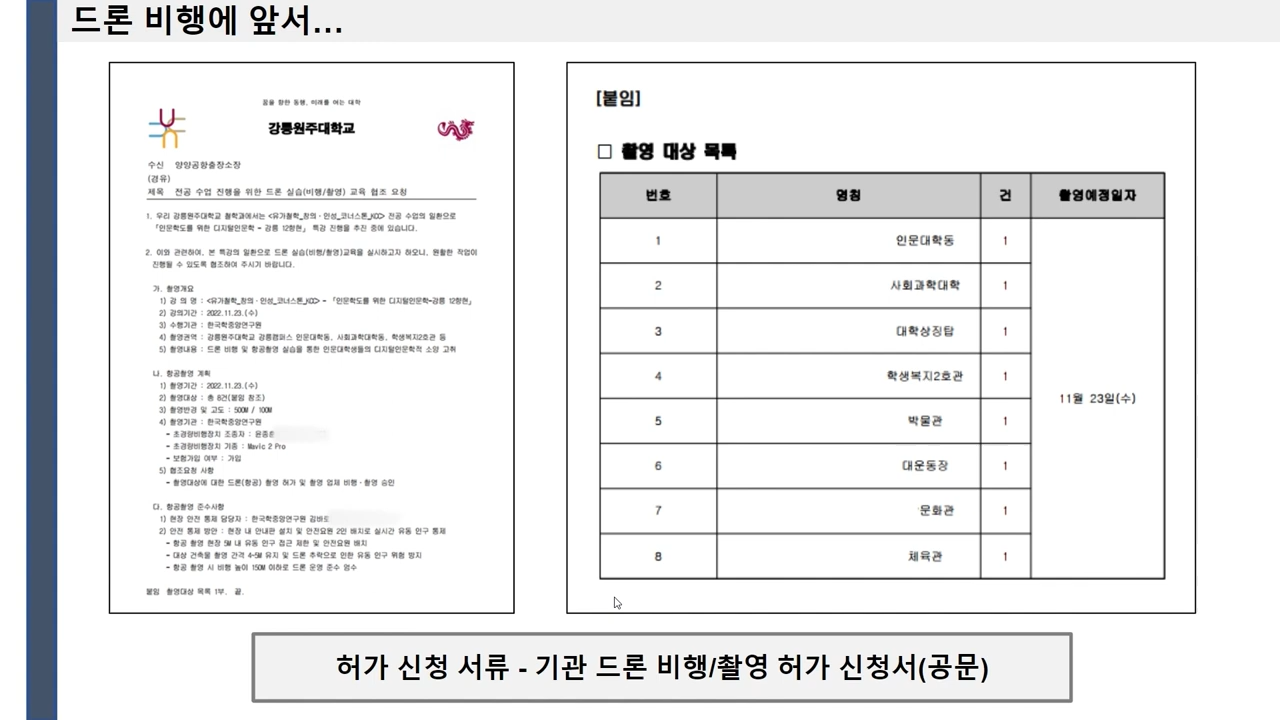 드론 비행에 앞서...
꿈을 향한 동행, 미래를 여는 대학
강릉원주대학교
수신 양양공항출장소장
(경유)
제목 전공 수업 진행을 위한 드론 실습(비행/촬영) 교육 협조 요청
1. 우리 강릉원주대학교 철학과에서는 <유가철학_창의·인성_코너스톤_KCC> 전공 수업의 일환으로
「인문학도를 위한 디지털인문학 - 강릉 12향현」 특강 진행을 추진 중에 있습니다.
2. 이와 관련하여, 본 특강의 일환으로 드론 실습(비행/촬영)교육을 실시하고자 하오니, 원활한 작업이
진행될 수 있도록 협조하여 주시기 바랍니다.
가. 촬영개요
1) 강 의 명 : <유가철학_창의·인성_코너스톤_KCC> - 「인문학도를 위한 디지털인문학-강릉 12향현」
2) 강의기간 : 2022.11.23.(수)
3) 수행기관 : 한국학중앙연구원
4) 촬영권역 : 강릉원주대학교 강릉캠퍼스 인문대학동, 사회과학대학동, 학생복지2호관 등
5) 촬영내용 : 드론 비행 및 항공촬영 실습을 통한 인문대학생들의 디지털인문학적 소양 고취
나. 항공촬영 계획
1) 촬영기간 : 2022.11.23.(수)
2) 촬영대상 : 총 8건(붙임 참조)
3) 촬영반경 및 고도 : 500M / 100M
4) 촬영기관 : 한국학중앙연구원
- 초경량비행장치 조종자 :
- 초경량비행장치 기종 : Mavic 2 Pro
- 보험가입 여부 : 가입
5) 협조요청 사항
- 촬영대상에 대한 드론(항공) 촬영 허가 및 촬영 업체 비행·촬영 승인
다. 항공촬영 준수사항
1) 현장 안전 통제 담당자 : 한국학중앙연구원
2) 안전 통제 방안 : 현장 내 안내판 설치 및 안전요원 2인 배치로 실시간 유동 인구 통제
- 항공 촬영 현장 5M 내 유동 인구 접근 제한 및 안전요원 배치
- 대상 건축물 촬영 간격 4-5M 유지 및 드론 추락으로 인한 유동 인구 위험 방지
- 항공 촬영 시 비행 높이 150M 이하로 드론 운영 준수 엄수
붙임 촬영대상 목록 1부. 끝.
[붙임]
□ 촬영 대상 목록
번호 명칭 건 촬영예정일자
1 인문대학동 1
2 사회과학대학 1
3 대학상징탑 1
4 학생복지2호관 1
11월 23일(수)
5 박물관 1
6 대운동장 1
7 문화관 1
8 체육관 1
허가 신청 서류 - 기관 드론 비행/촬영 허가 신청서(공문)